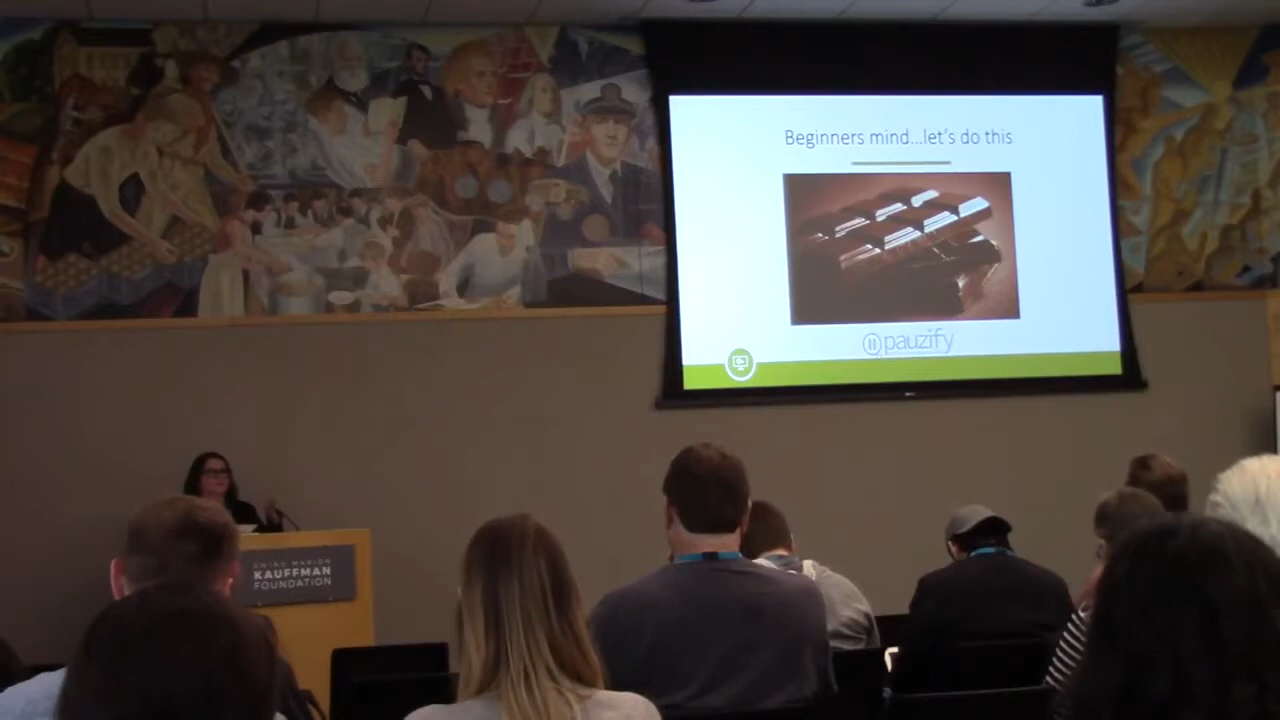 Beginners mind...let's do this
pauzify
EWING MARION
KAUFFMAN
FOUNDATION